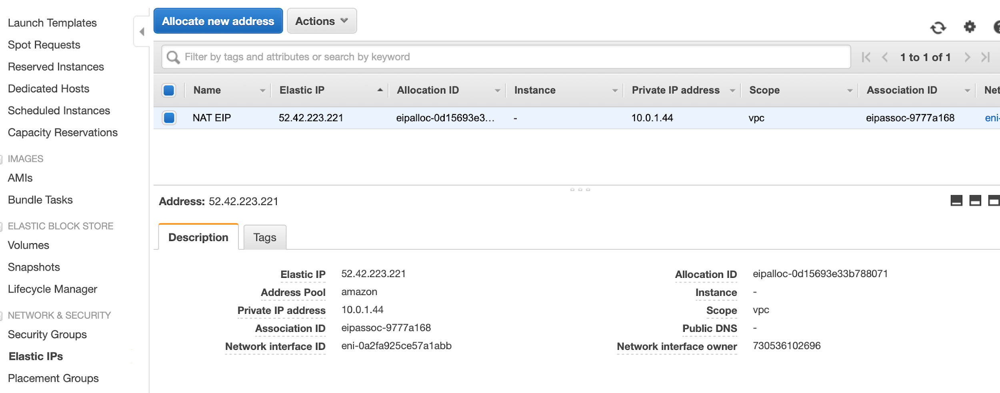 Launch Templates
Spot Requests
Reserved Instances
Dedicated Hosts
Scheduled Instances
Capacity Reservations
IMAGES
AMIs
Bundle Tasks
ELASTIC BLOCK STORE
Volumes
Snapshots
Lifecycle Manager
NETWORK & SECURITY
Security Groups
Elastic IPs
Placement Groups
Allocate new address Actions
Filter by tags and attributes or search by keyword 1 to 1 of 1
Name Elastic IP Allocation ID Instance Private IP address Scope Association ID Net
NAT EIP 52.42.223.221 eipalloc-0d15693e3... - 10.0.1.44 vpc eipassoc-9777a168 eni-
Address: 52.42.223.221
Description Tags
Elastic IP 52.42.223.221 Allocation ID eipalloc-0d15693e33b788071
Address Pool amazon Instance -
Private IP address 10.0.1.44 Scope vpc
Association ID eipassoc-9777a168 Public DNS -
Network interface ID eni-0a2fa925ce57a1abb Network interface owner 730536102696